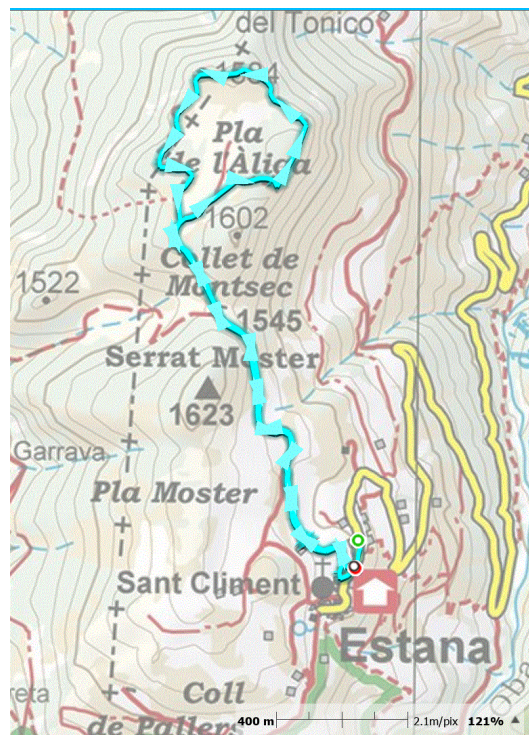 del Tonico
1584
Pla
de l'Àliga
1602
Collet de
Montsec
1522
1545
Serrat Moster
1623
Garrava
Pla Moster
Sant Climent
Estana
Coll
de Pallers
400 m
2.1m/pix
121%